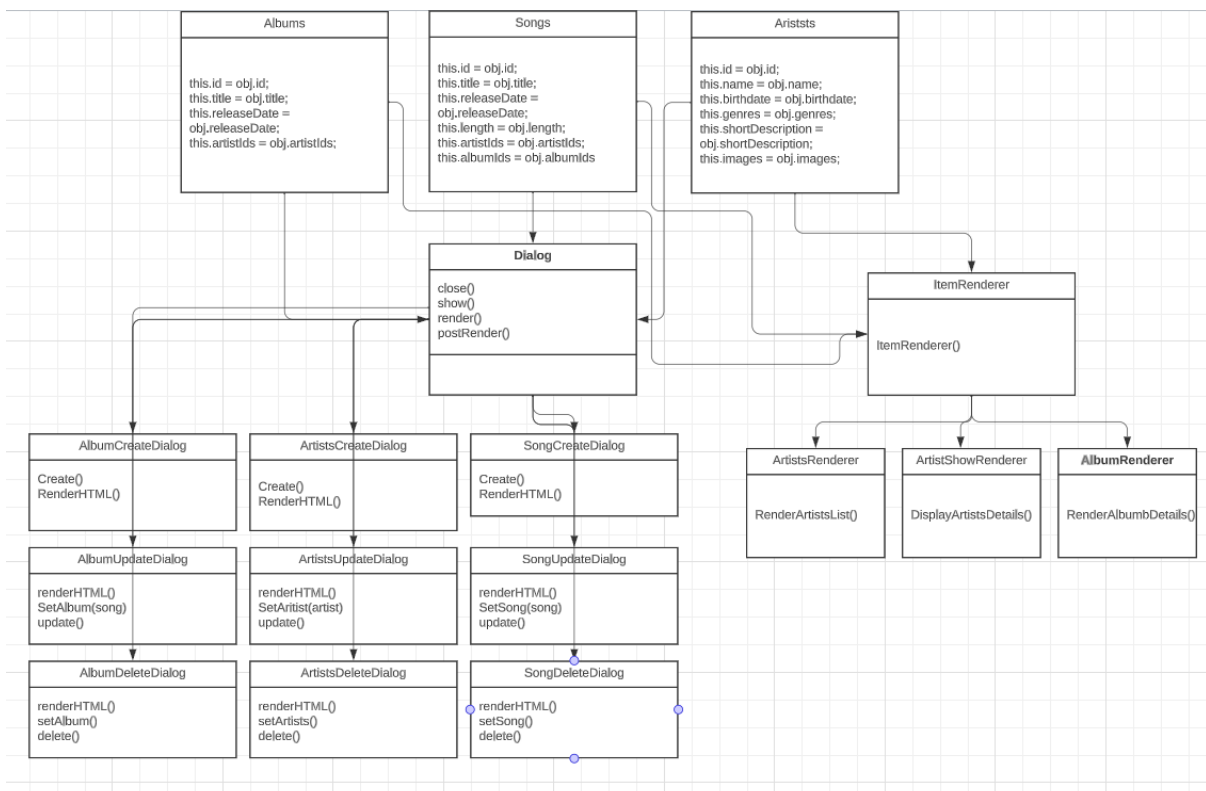 Albums
this.id = obj.id;
this.title = obj.title;
this.releaseDate =
obj.releaseDate;
this.artistIds = obj.artistIds;
Songs
this.id = obj.id;
this.title = obj.title;
this.releaseDate =
obj.releaseDate;
this.length = obj.length;
this.artistIds = obj.artistIds;
this.albumIds = obj.albumIds
Ariststs
this.id = obj.id;
this.name = obj.name;
this.birthdate = obj.birthdate;
this.genres = obj.genres;
this.shortDescription =
obj.shortDescription;
this.images = obj.images;
Dialog
close()
show()
render()
postRender()
ItemRenderer
ItemRenderer()
AlbumCreateDialog
Create()
RenderHTML()
ArtistsCreateDialog
Create()
RenderHTML()
SongCreateDialog
Create()
RenderHTML()
ArtistsRenderer
RenderArtistsList()
ArtistShowRenderer
DisplayArtistsDetails()
AlbumRenderer
RenderAlbumbDetails()
AlbumUpdateDialog
renderHTML()
SetAlbum(song)
update()
ArtistsUpdateDialog
renderHTML()
SetAritist(artist)
update()
SongUpdateDialog
renderHTML()
SetSong(song)
update()
AlbumDeleteDialog
renderHTML()
setAlbum()
delete()
ArtistsDeleteDialog
renderHTML()
setArtists()
delete()
SongDeleteDialog
renderHTML()
setSong()
delete()